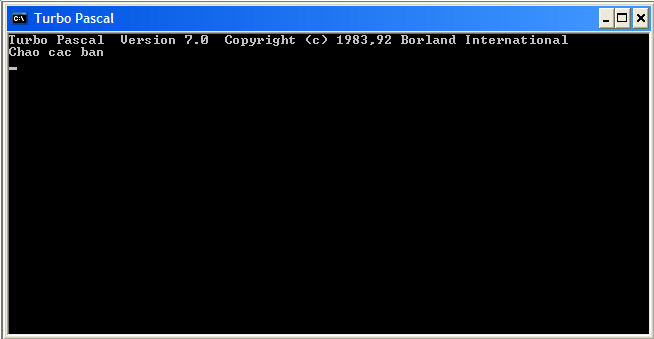 Turbo Pascal
Turbo Pascal  Version 7.0  Copyright (c) 1983,92 Borland International
Chao cac ban